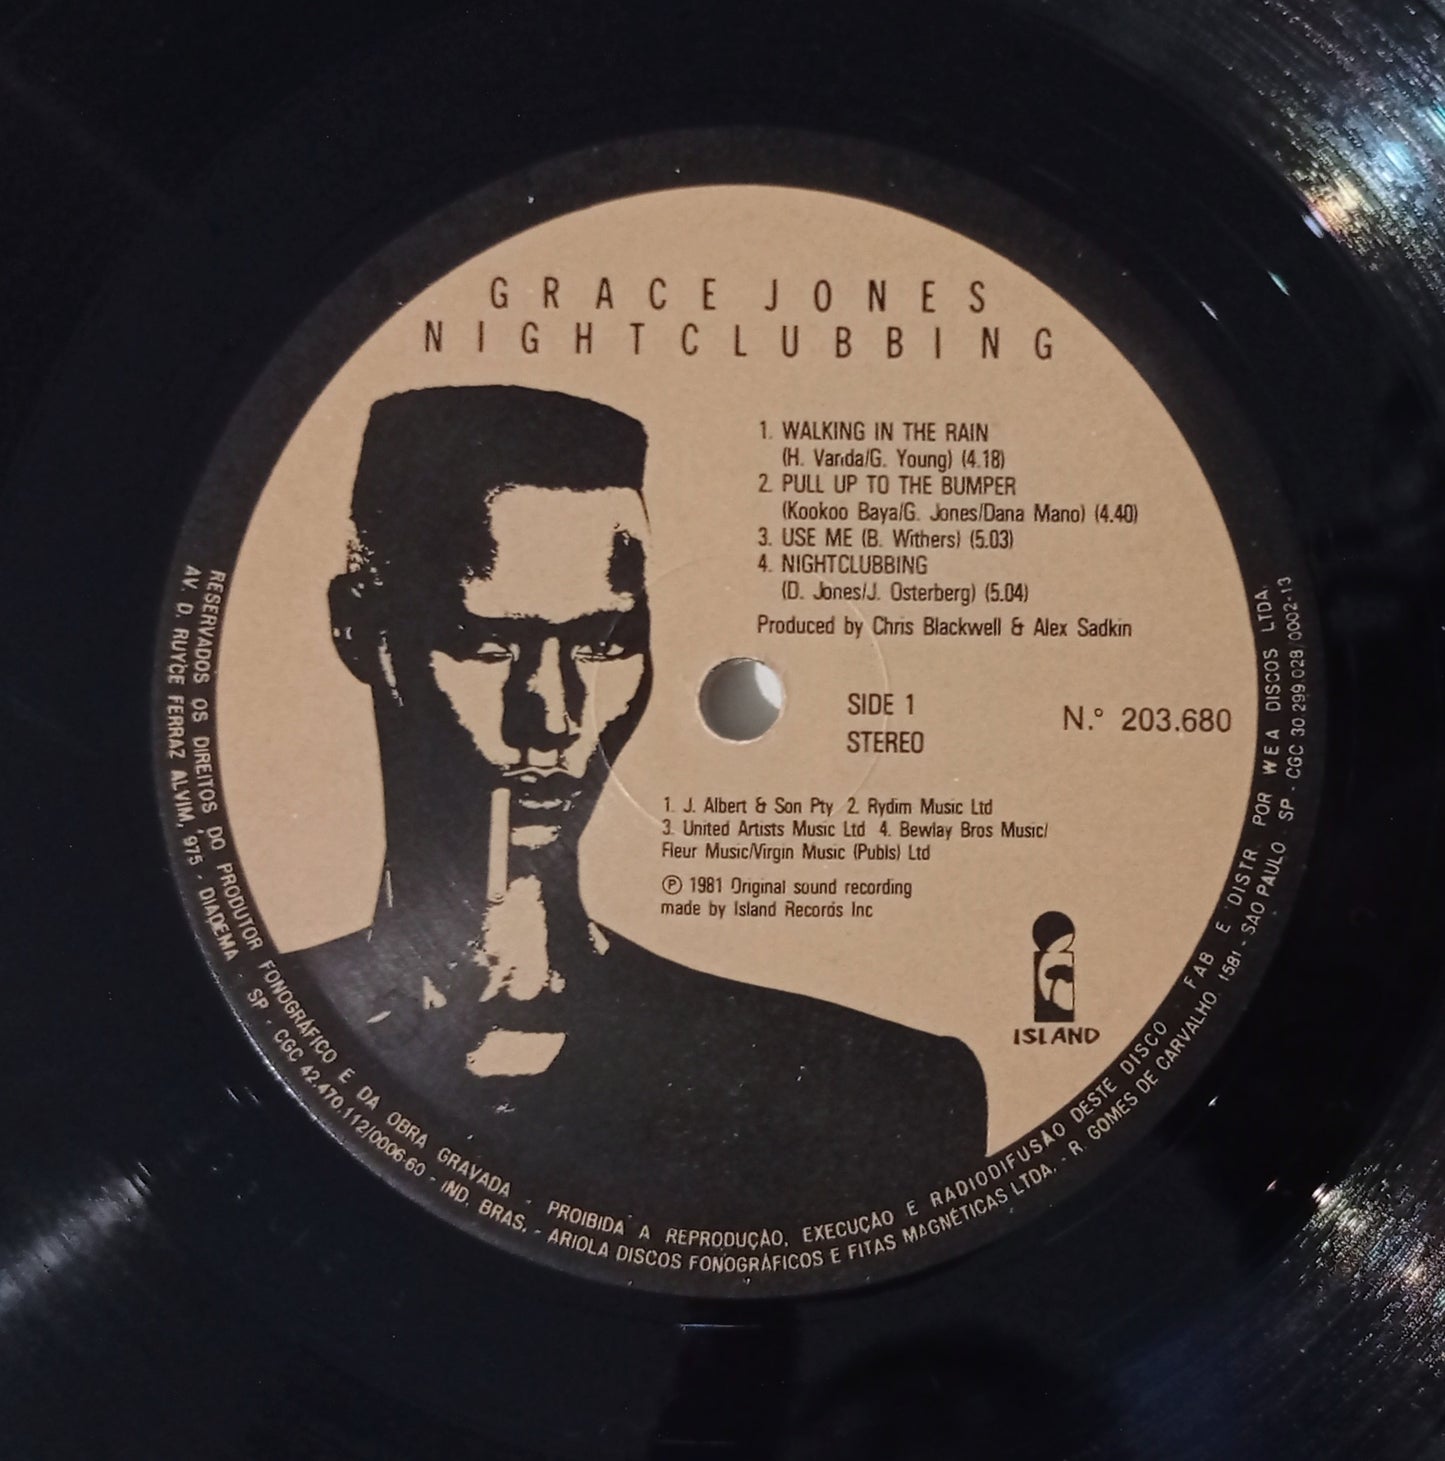 GRACE JONES
NIGHTCLUBBING
1. WALKING IN THE RAIN
(H. Vanda/G. Young) (4.18)
2. PULL UP TO THE BUMPER
(Kookoo Baya/G. Jones/Dana Mano) (4.40)
3. USE ME (B. Withers) (5.03)
4. NIGHTCLUBBING
(D. Jones/J. Osterberg) (5.04)
Produced by Chris Blackwell & Alex Sadkin
SIDE 1
STEREO
N.º 203.680
1. J. Albert & Son Pty 2. Rydim Music Ltd
3. United Artists Music Ltd 4. Bewlay Bros Music/
Fleur Music/Virgin Music (Publs) Ltd
Ⓟ 1981 Original sound recording
made by Island Records Inc
ISLAND
RESERVADOS OS DIREITOS DO PRODUTOR FONOGRÁFICO E DA OBRA GRAVADA - PROIBIDA A REPRODUÇÃO, EXECUÇÃO E RADIODIFUSÃO DESTE DISCO FAB E DISTR. POR WEA DISCOS LTDA.
AV. D. RUYCE FERRAZ ALVIM, 975 - DIADEMA - SP - CGC 42.470.112/0006-60 - IND. BRAS. - ARIOLA DISCOS FONOGRÁFICOS E FITAS MAGNÉTICAS LTDA. - R. GOMES DE CARVALHO, 1581 - SÃO PAULO - SP - CGC 30.299.028/0002-13